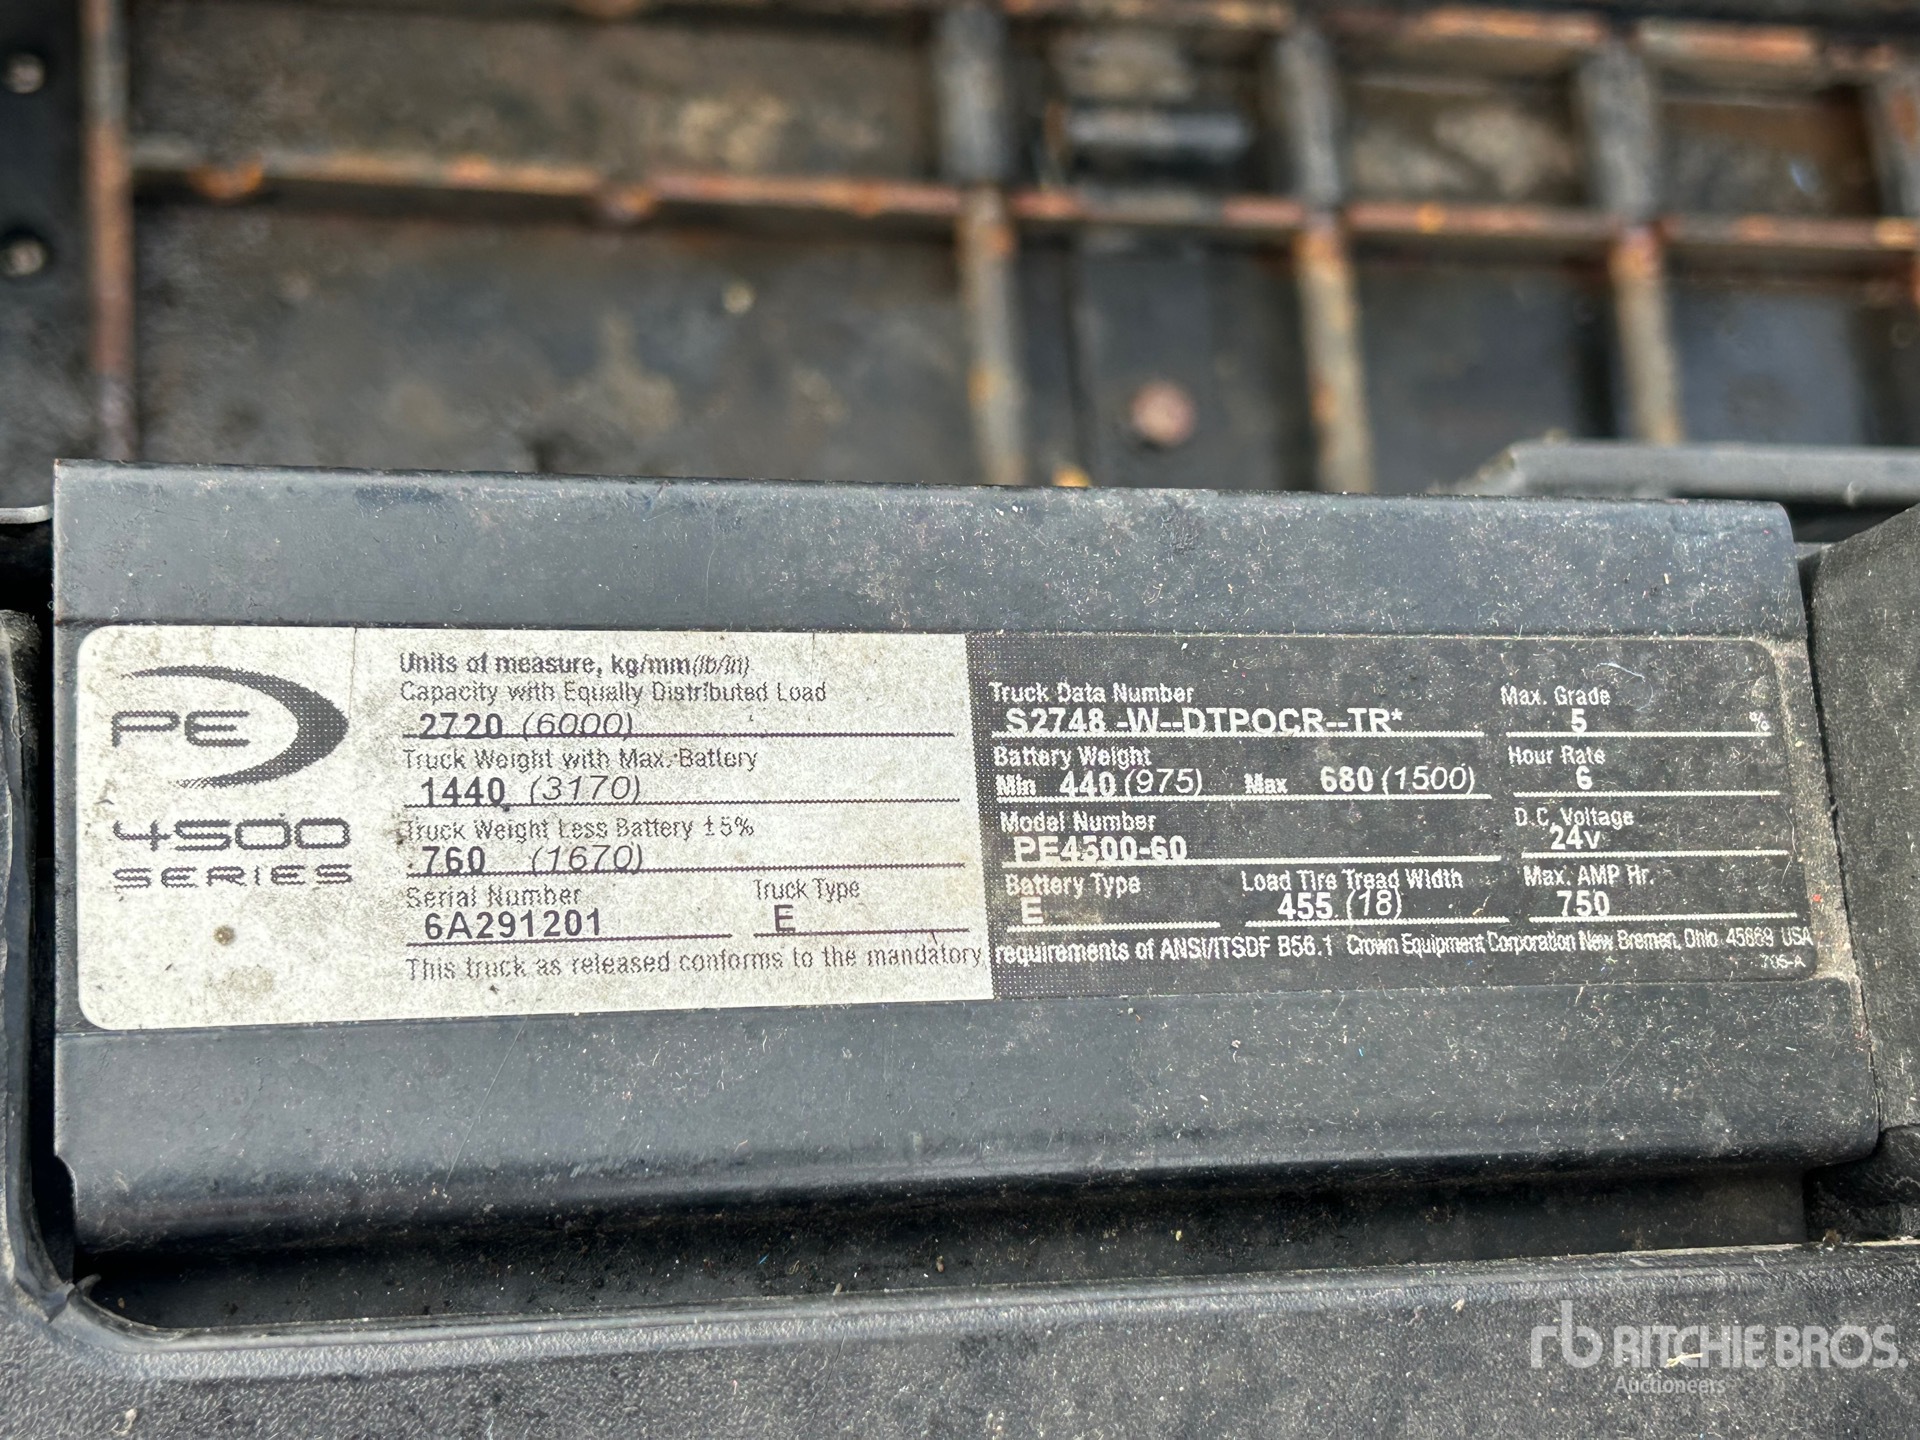 PE
4500
SERIES
Units of measure, kg/mm (lb/in)
Capacity with Equally Distributed Load
2720 (6000)
Truck Weight with Max. Battery
1440 (3170)
Truck Weight Less Battery ±5%
760 (1670)
Serial Number Truck Type
6A291201 E
This truck as released conforms to the mandatory requirements of ANSI/ITSDF B56.1 Crown Equipment Corporation New Bremen, Ohio 45869 USA
705-A
Truck Data Number
S2748 -W--DTPOCR--TR*
Battery Weight
Min 440 (975) Max 680 (1500)
Model Number
PE4500-60
Battery Type Load Tire Tread Width
E 455 (18)
Max. Grade
5 %
Hour Rate
6
D.C. Voltage
24v
Max. AMP Hr.
750
rb RITCHIE BROS.
Auctioneers